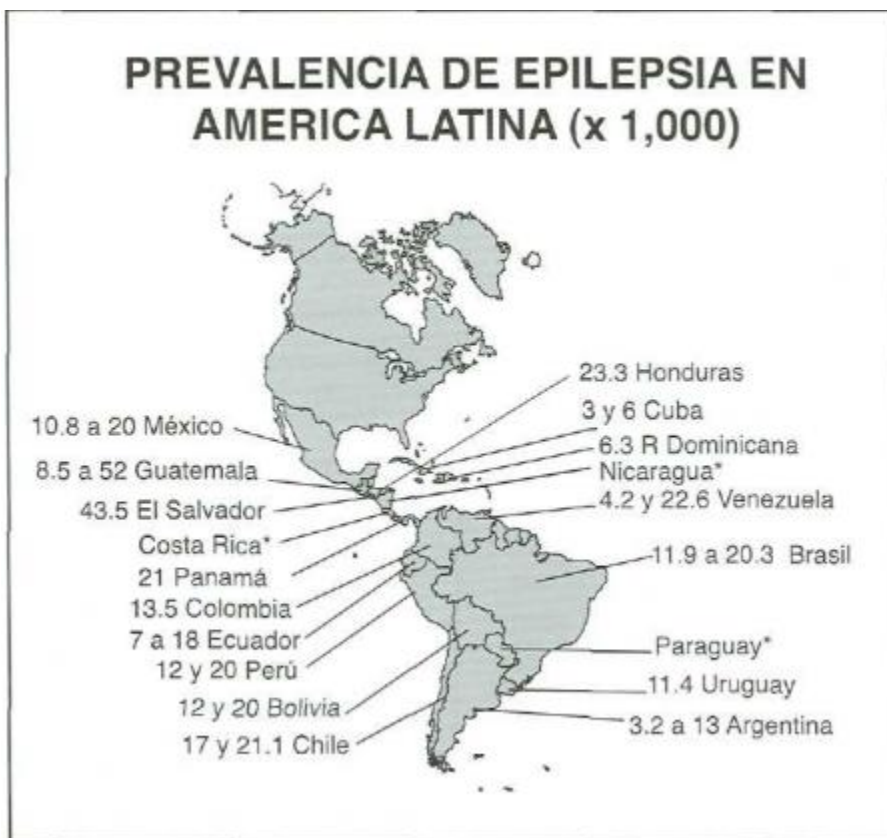 PREVALENCIA DE EPILEPSIA EN
AMERICA LATINA (x 1,000)
23.3 Honduras
3 y 6 Cuba
10.8 a 20 México
6.3 R Dominicana
8.5 a 52 Guatemala
Nicaragua*
43.5 El Salvador
4.2 y 22.6 Venezuela
Costa Rica*
21 Panamá
11.9 a 20.3 Brasil
13.5 Colombia
7 a 18 Ecuador
12 y 20 Perú
Paraguay*
12 y 20 Bolivia
11.4 Uruguay
17 y 21.1 Chile
3.2 a 13 Argentina